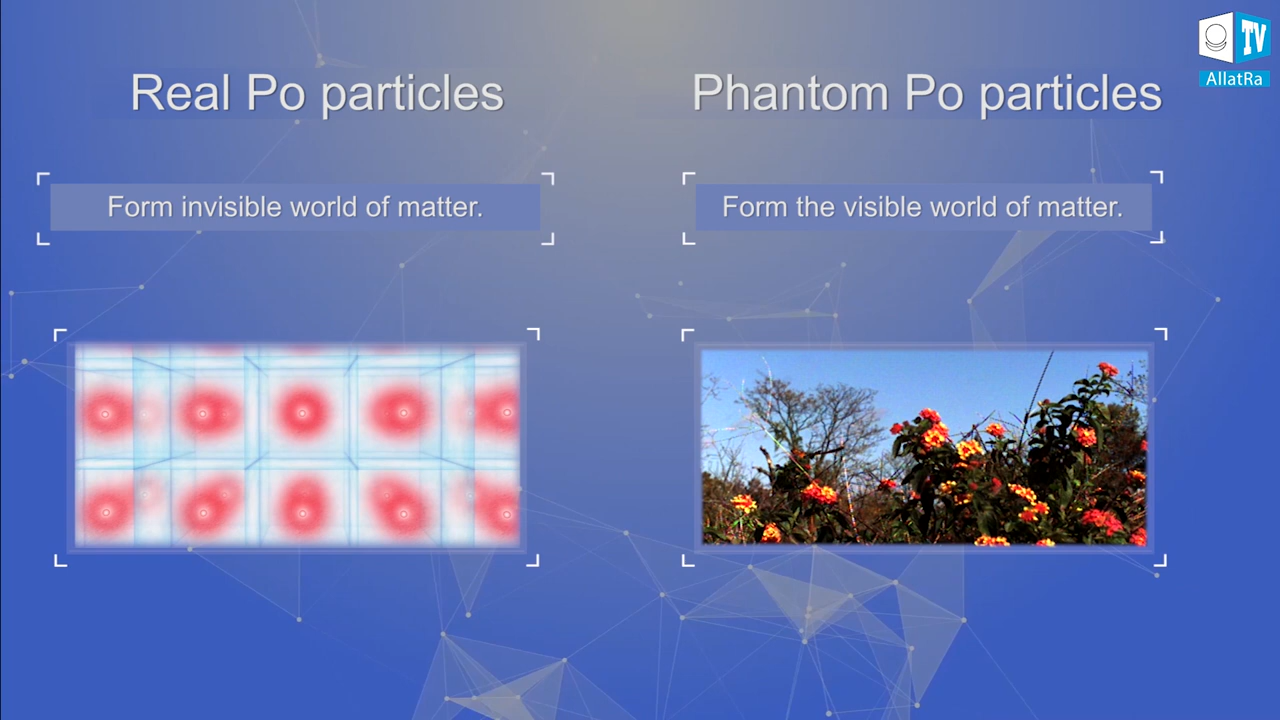 Real Po particles
Phantom Po particles
TV
AllatRa
Form invisible world of matter.
Form the visible world of matter.